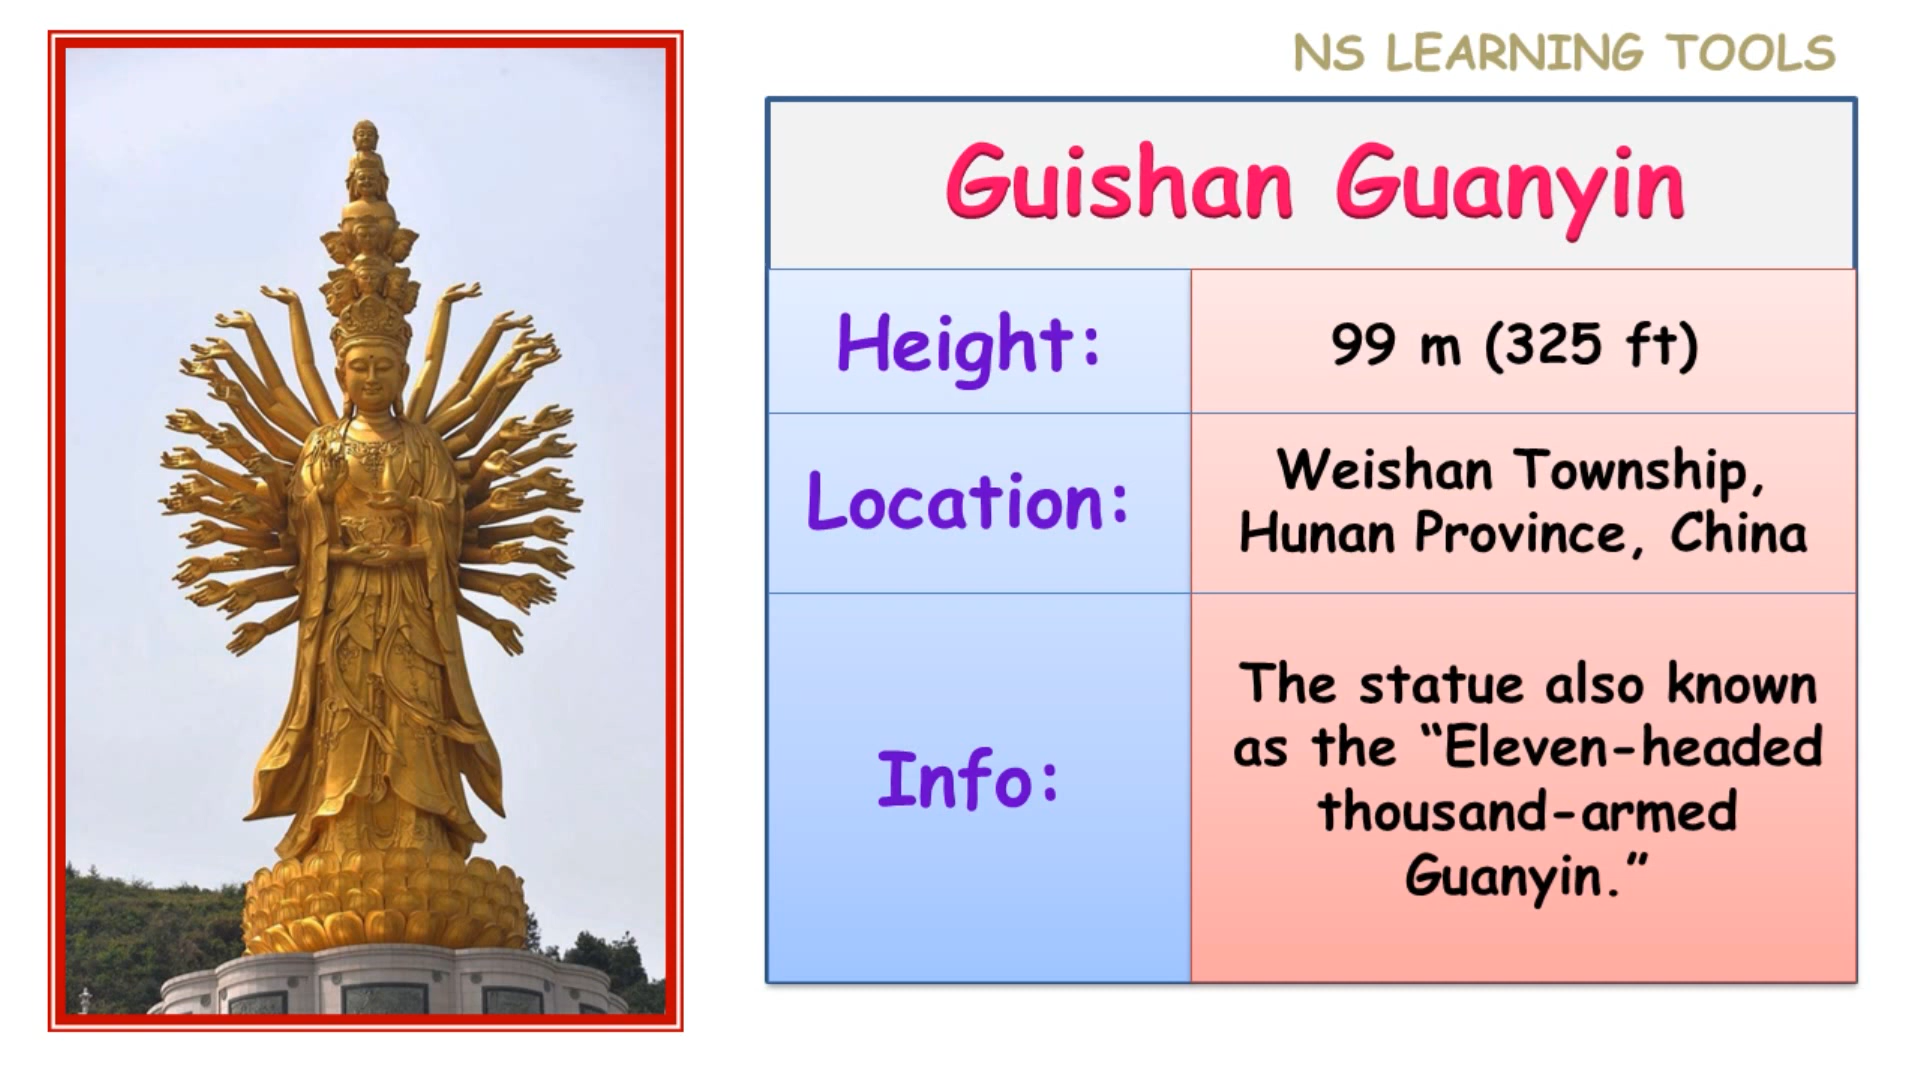 NS LEARNING TOOLS
Guishan Guanyin
Height:
99 m (325 ft)
Location:
Weishan Township,
Hunan Province, China
Info:
The statue also known
as the “Eleven-headed
thousand-armed
Guanyin.”